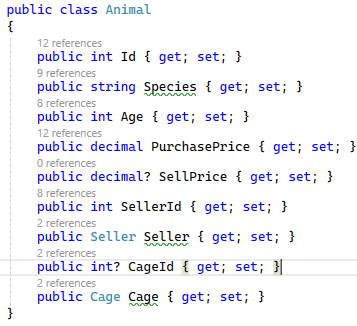 public class Animal
{
12 references
public int Id { get; set; }
9 references
public string Species { get; set; }
8 references
public int Age { get; set; }
12 references
public decimal PurchasePrice { get; set; }
0 references
public decimal? SellPrice { get; set; }
8 references
public int SellerId { get; set; }
2 references
public Seller Seller { get; set; }
2 references
public int? CageId { get; set; }
2 references
public Cage Cage { get; set; }
}